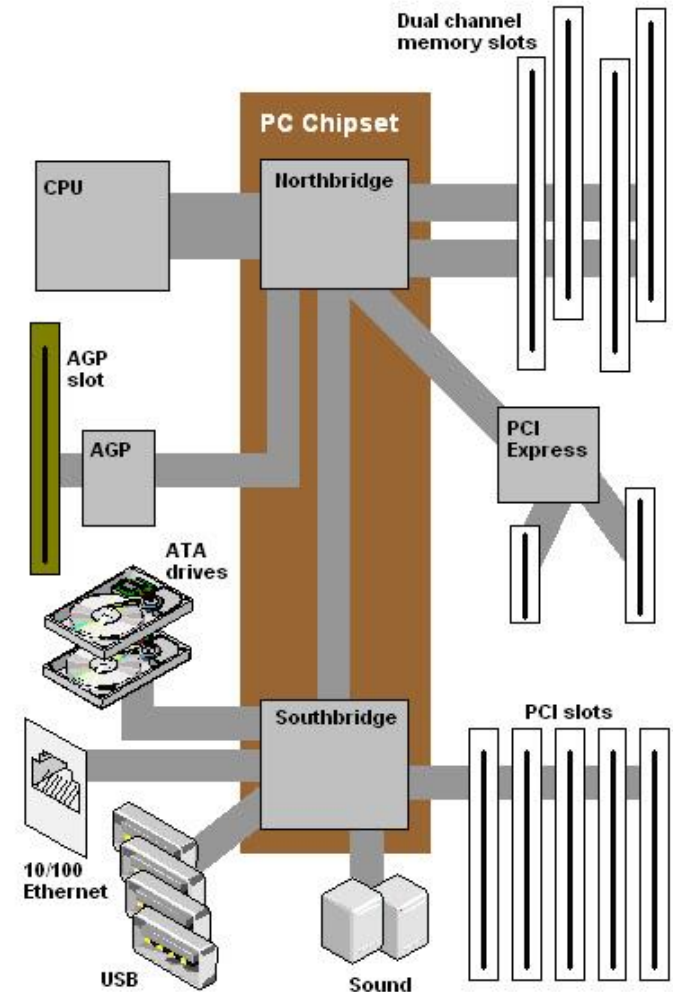 Dual channel
memory slots
PC Chipset
CPU
Northbridge
AGP
slot
AGP
PCI
Express
ATA
drives
Southbridge
PCI slots
10/100
Ethernet
USB
Sound